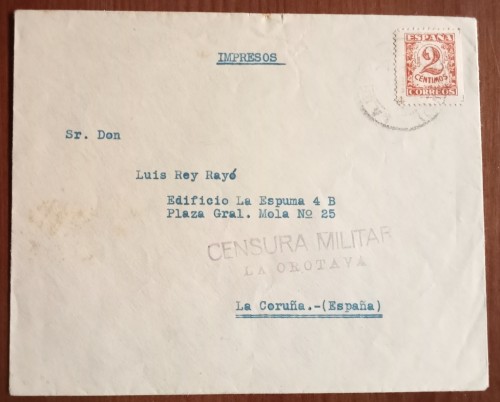 IMPRESOS
ESPAÑA
2
CENTIMOS
CORREOS
Sr. Don
Luis Rey Rayó
Edificio La Espuma 4 B
Plaza Gral. Mola Nº 25
CENSURA MILITAR
LA OROTAVA
La Coruña.-(España)